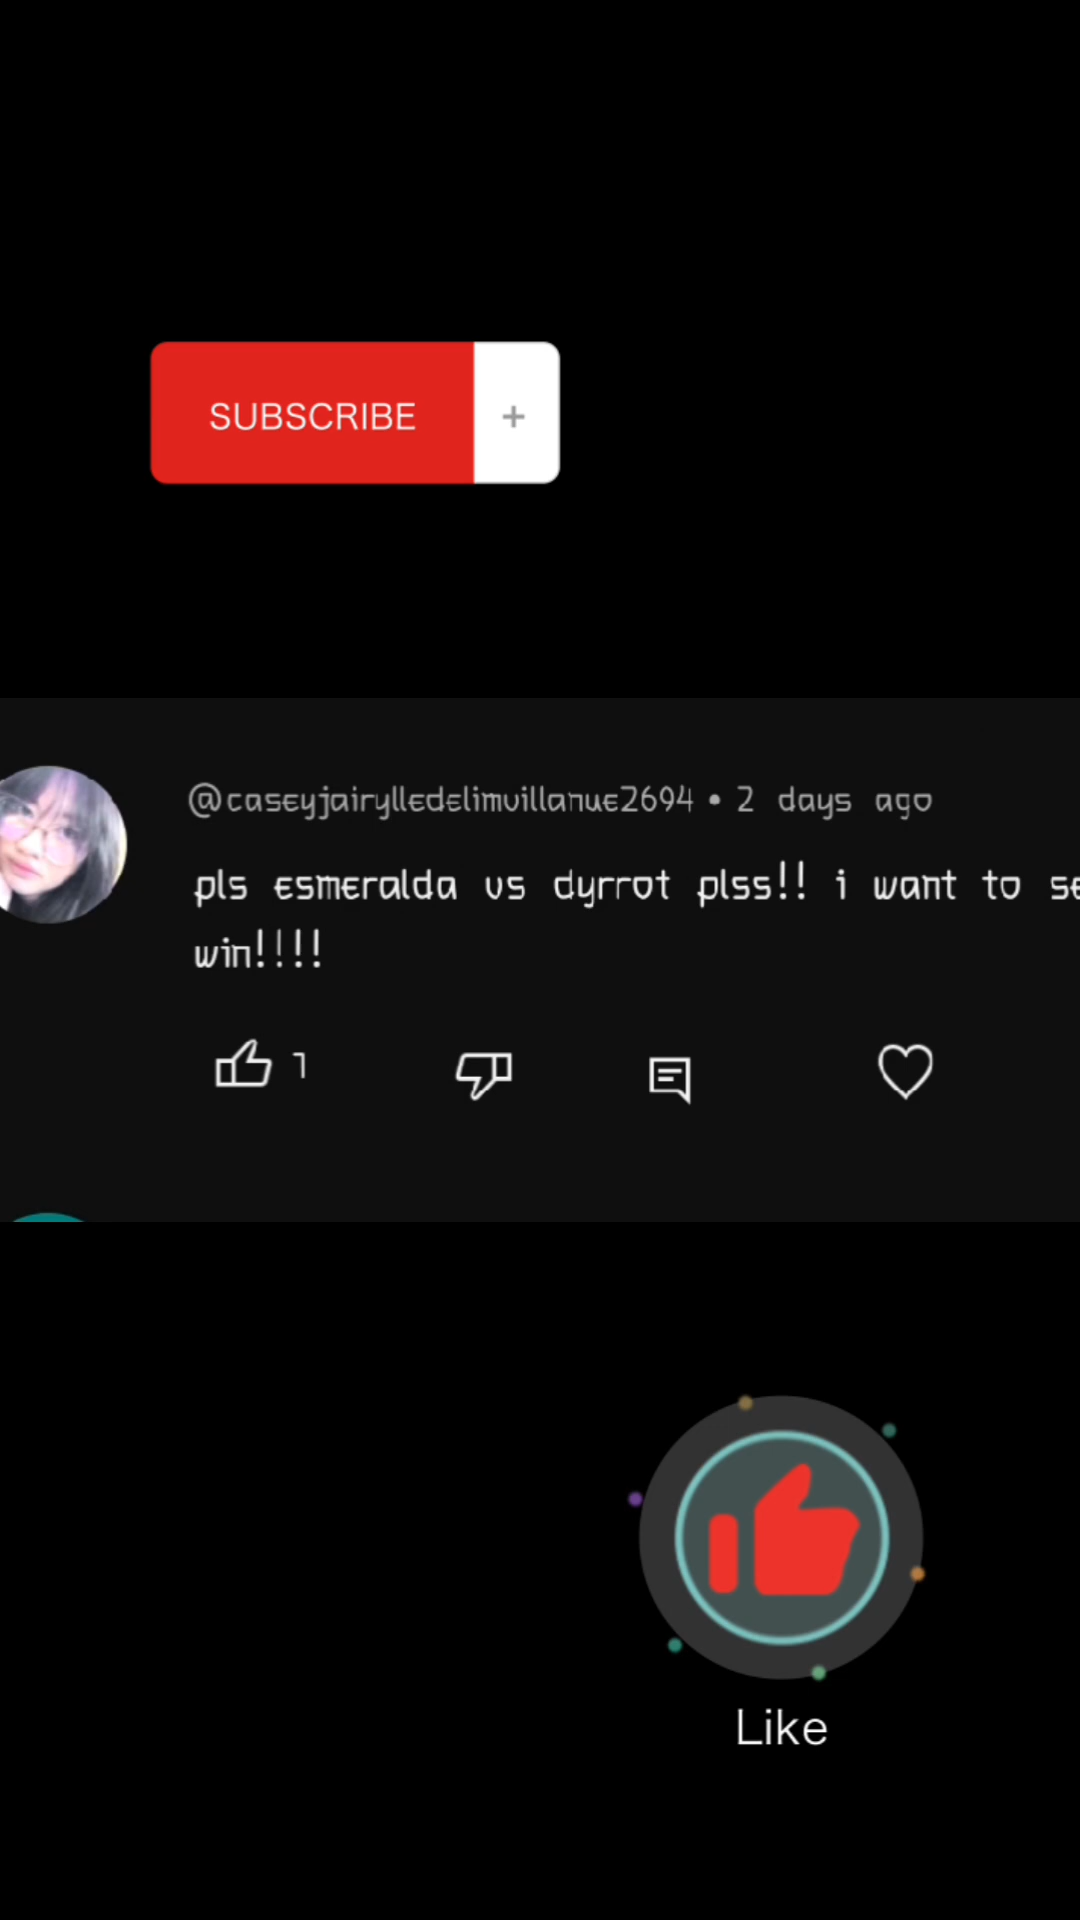 SUBSCRIBE +
@caseyjairylledelimvillanue2694 • 2 days ago
pls esmeralda vs dyrrot plss!! i want to
win!!!!
1
Like